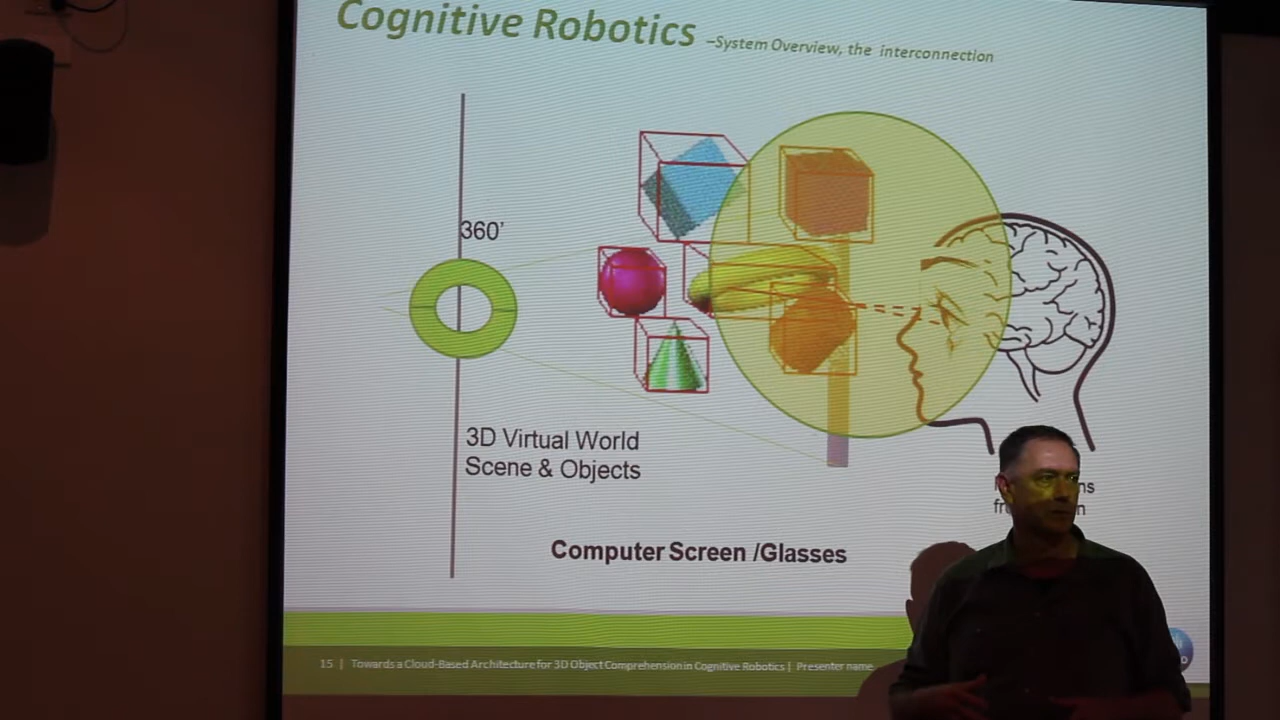 Cognitive Robotics –System Overview, the interconnection
360'
3D Virtual World
Scene & Objects
Computer Screen /Glasses
15 | Towards a Cloud-Based Architecture for 3D Object Comprehension in Cognitive Robotics | Presenter name